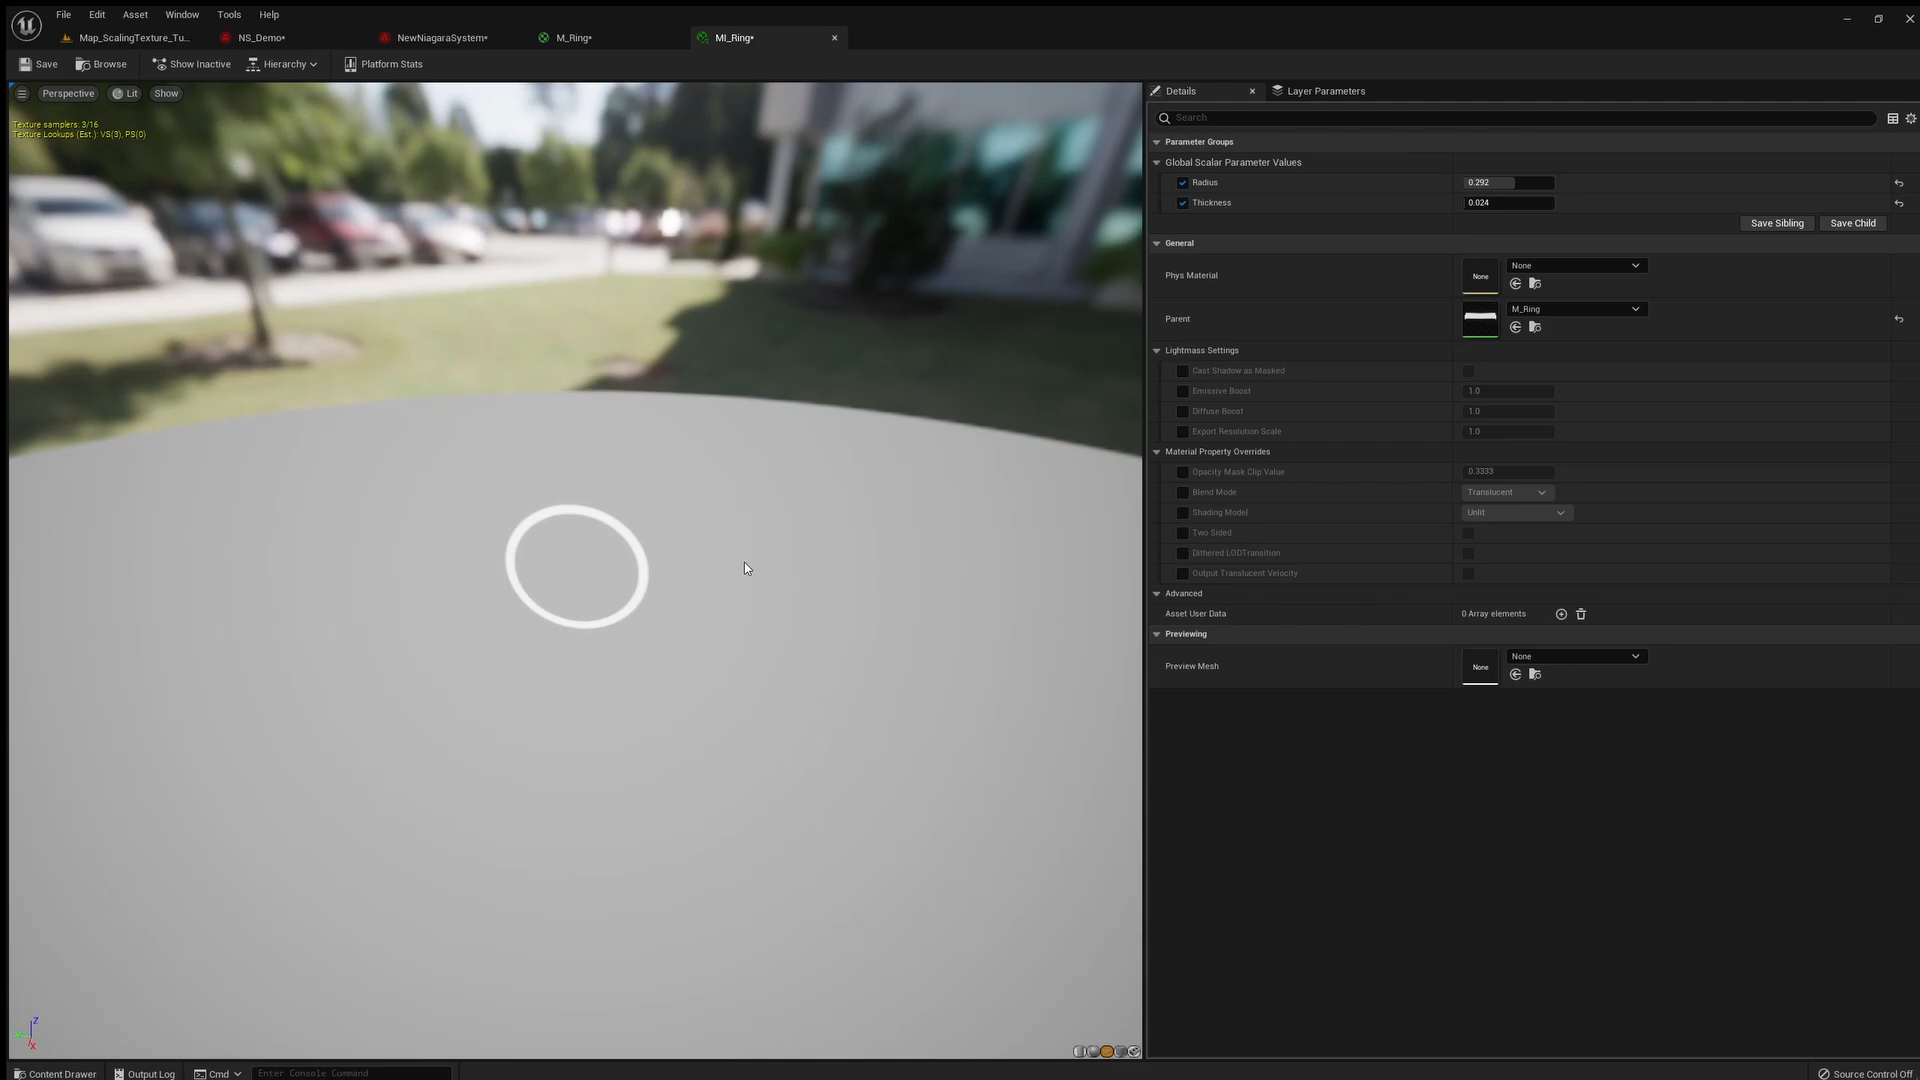 File Edit Asset Window Tools Help
Map_ScalingTexture_Tu... NS_Demo* NewNiagaraSystem* M_Ring* MI_Ring*
Save Browse Show Inactive Hierarchy Platform Stats
Perspective Lit Show
Texture samplers: 3/16
Texture Lookups (Est.): VS(3), PS(0)
Z
X
Details Layer Parameters
Search
Parameter Groups
Global Scalar Parameter Values
Radius 0.292
Thickness 0.024
Save Sibling Save Child
General
Phys Material None None
Parent M_Ring
Lightmass Settings
Cast Shadow as Masked
Emissive Boost 1.0
Diffuse Boost 1.0
Export Resolution Scale 1.0
Material Property Overrides
Opacity Mask Clip Value 0.3333
Blend Mode Translucent
Shading Model Unlit
Two Sided
Dithered LODTransition
Output Translucent Velocity
Advanced
Asset User Data 0 Array elements
Previewing
Preview Mesh None None
Content Drawer Output Log Cmd Enter Console Command Source Control Off